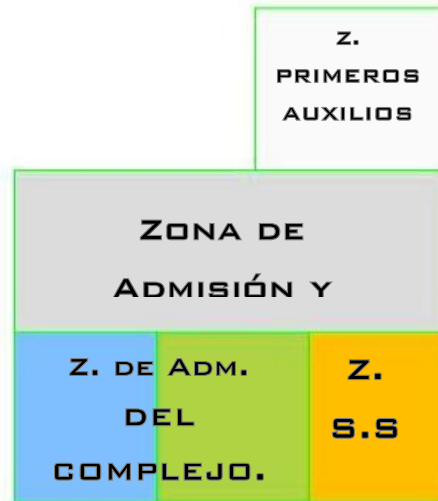 Z.
PRIMEROS
AUXILIOS
ZONA DE
ADMISIÓN Y
Z. DE ADM.
DEL
COMPLEJO.
Z.
S.S